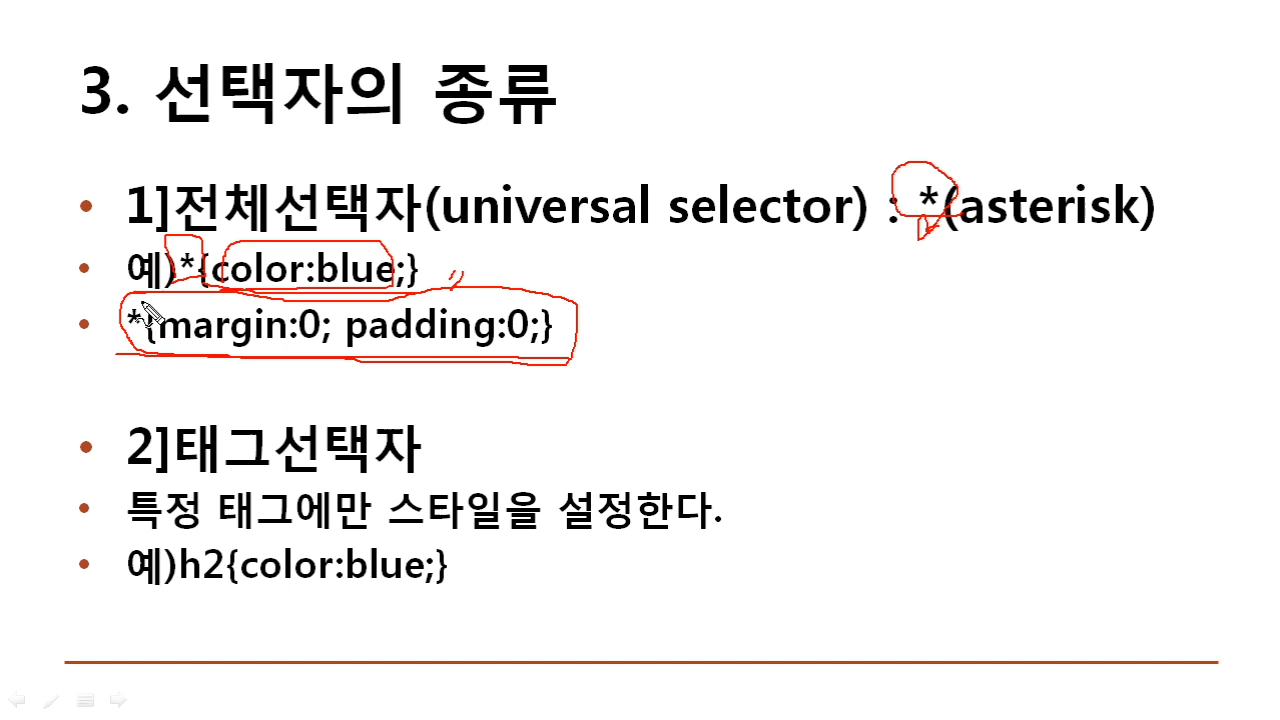 3. 선택자의 종류
1]전체선택자(universal selector) : *(asterisk)
예)*{color:blue;}
*{margin:0; padding:0;}
2]태그선택자
특정 태그에만 스타일을 설정한다.
예)h2{color:blue;}